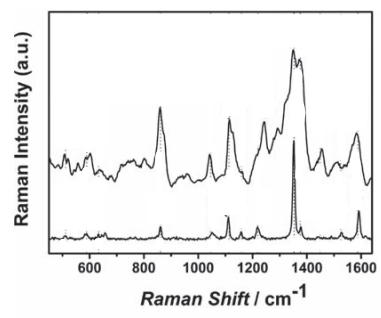 Raman Intensity (a.u.)
600 800 1000 1200 1400 1600
Raman Shift / cm-1